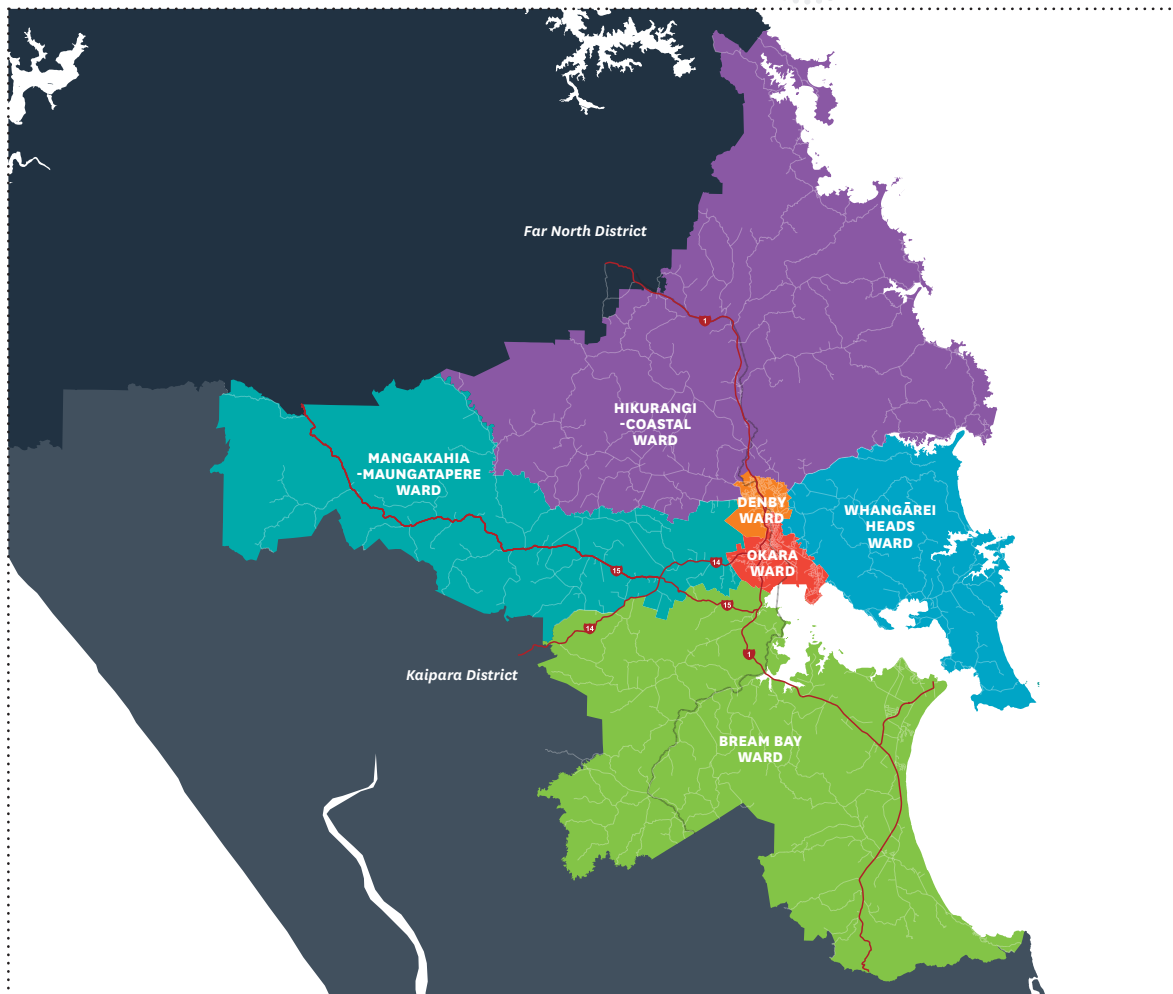 Far North District
1
HIKURANGI
-COASTAL
WARD
MANGAKAHIA
-MAUNGATAPERE
WARD
DENBY
WARD
WHANGĀREI
HEADS
WARD
OKARA
WARD
14
15
15
14
1
Kaipara District
BREAM BAY
WARD